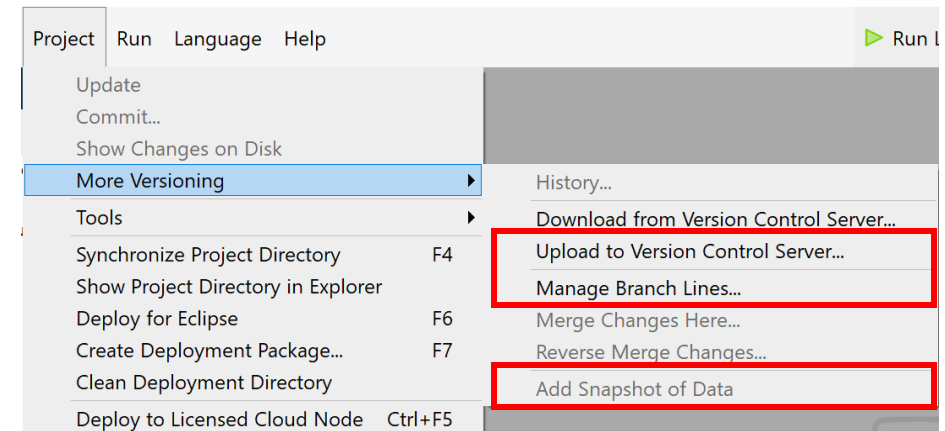 Project Run Language Help Run
Update
Commit...
Show Changes on Disk
More Versioning
Tools
Synchronize Project Directory F4
Show Project Directory in Explorer
Deploy for Eclipse F6
Create Deployment Package... F7
Clean Deployment Directory
Deploy to Licensed Cloud Node Ctrl+F5
History...
Download from Version Control Server...
Upload to Version Control Server...
Manage Branch Lines...
Merge Changes Here...
Reverse Merge Changes...
Add Snapshot of Data